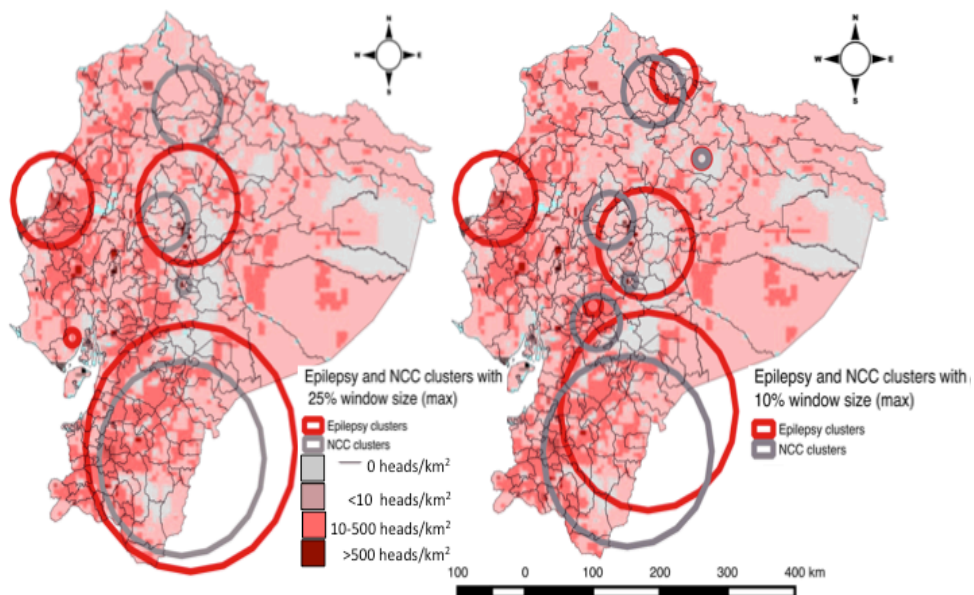 N
W E
S
N
W E
S
Epilepsy and NCC clusters with
25% window size (max)
Epilepsy clusters
NCC clusters
0 heads/km²
<10 heads/km²
10-500 heads/km²
>500 heads/km²
Epilepsy and NCC clusters with
10% window size (max)
Epilepsy clusters
NCC clusters
100 0 100 200 300 400 km